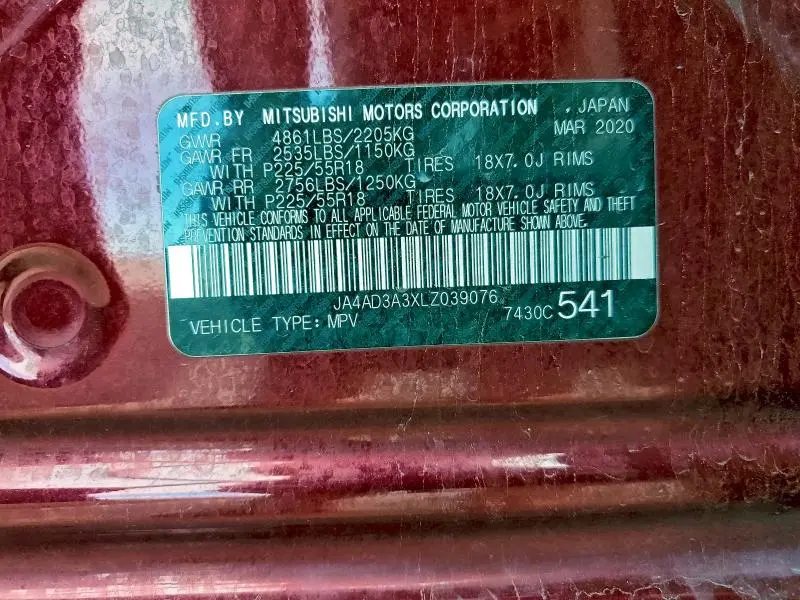 MFD.BY MITSUBISHI MOTORS CORPORATION , JAPAN
GVWR 4861LBS/2205KG MAR 2020
GAWR FR 2535LBS/1150KG
WITH P225/55R18 TIRES 18X7.0J RIMS
GAWR RR 2756LBS/1250KG
WITH P225/55R18 TIRES 18X7.0J RIMS
THIS VEHICLE CONFORMS TO ALL APPLICABLE FEDERAL MOTOR VEHICLE SAFETY AND THEFT
PREVENTION STANDARDS IN EFFECT ON THE DATE OF MANUFACTURE SHOWN ABOVE.
JA4AD3A3XLZ039076
VEHICLE TYPE: MPV 7430C 541